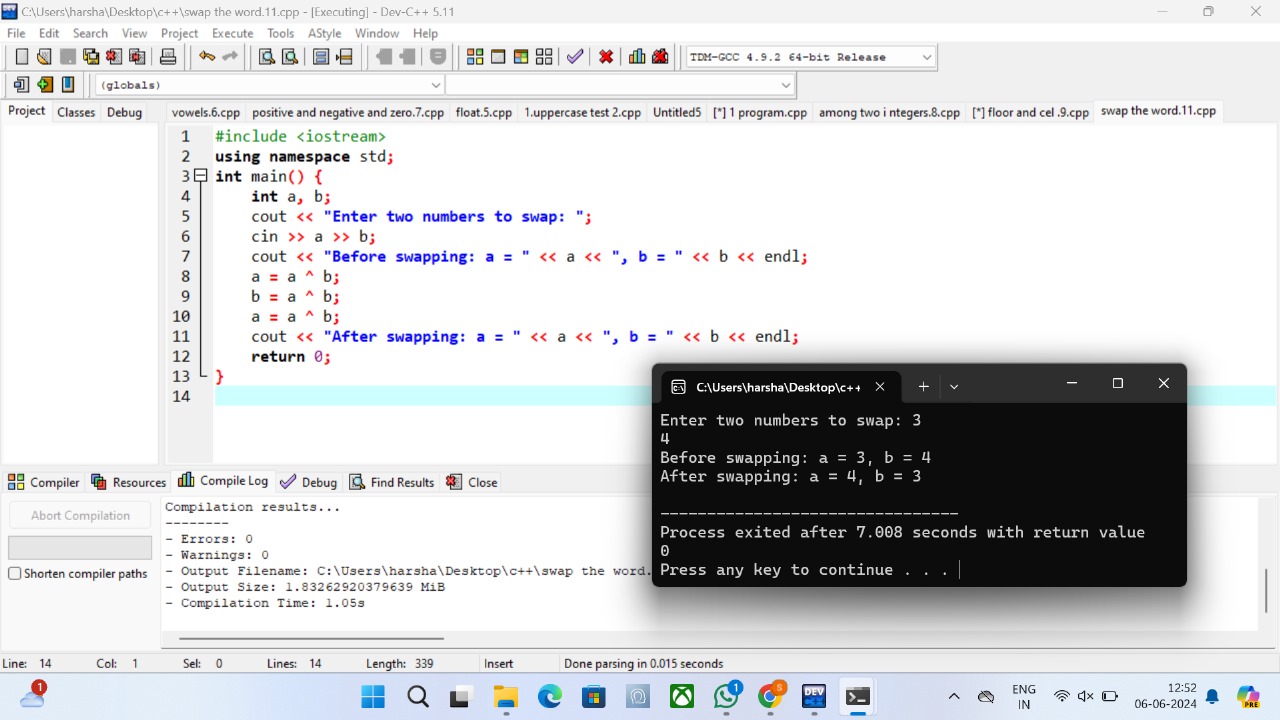 C:\Users\harsha\Desktop\c++\swap the word.11.cpp - [Executing] - Dev-C++ 5.11
File Edit Search View Project Execute Tools AStyle Window Help
TDM-GCC 4.9.2 64-bit Release
(globals)
Project Classes Debug
vowels.6.cpp positive and negative and zero.7.cpp float.5.cpp 1.uppercase test 2.cpp Untitled5 [*] 1 program.cpp among two i ntegers.8.cpp [*] floor and cel .9.cpp swap the word.11.cpp
1 #include <iostream>
2 using namespace std;
3 int main() {
4 int a, b;
5 cout << "Enter two numbers to swap: ";
6 cin >> a >> b;
7 cout << "Before swapping: a = " << a << ", b = " << b << endl;
8 a = a ^ b;
9 b = a ^ b;
10 a = a ^ b;
11 cout << "After swapping: a = " << a << ", b = " << b << endl;
12 return 0;
13 }
14
C:\Users\harsha\Desktop\c++
Enter two numbers to swap: 3
4
Before swapping: a = 3, b = 4
After swapping: a = 4, b = 3
--------------------------------
Process exited after 7.008 seconds with return value
0
Press any key to continue . . .
Compiler Resources Compile Log Debug Find Results Close
Abort Compilation
Shorten compiler paths
Compilation results...
--------
- Errors: 0
- Warnings: 0
- Output Filename: C:\Users\harsha\Desktop\c++\swap the word.
- Output Size: 1.83262920379639 MiB
- Compilation Time: 1.05s
Line: 14 Col: 1 Sel: 0 Lines: 14 Length: 339 Insert Done parsing in 0.015 seconds
1
1
S
DEV
ENG
IN
12:52
06-06-2024
PRE